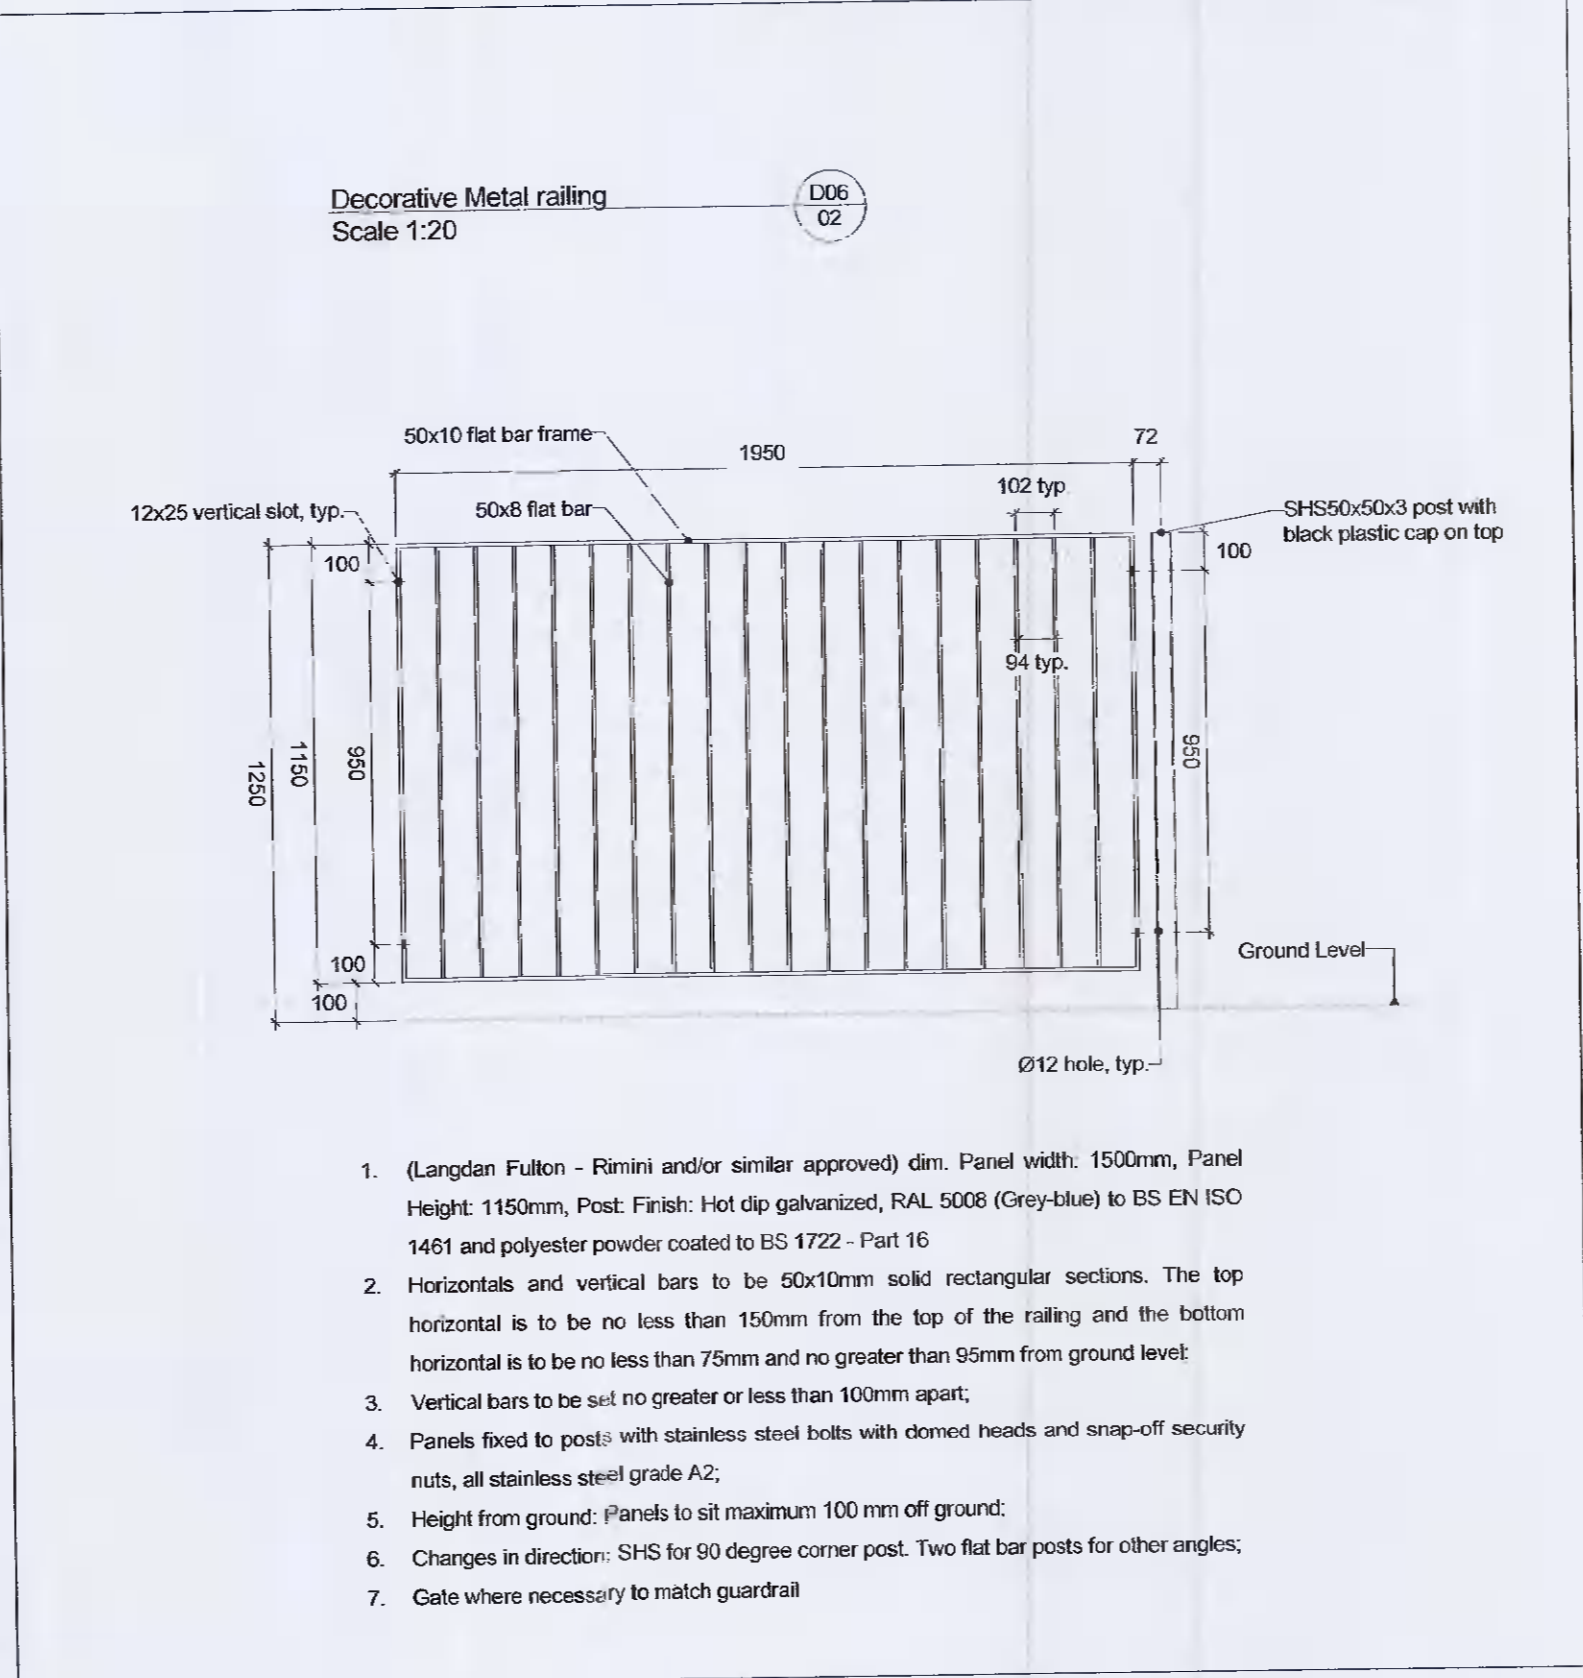 Decorative Metal railing
Scale 1:20
D06
02
50x10 flat bar frame
1950
72
102 typ.
12x25 vertical slot, typ.
50x8 flat bar
SHS50x50x3 post with
black plastic cap on top
100
100
94 typ.
1250
1150
950
950
100
100
Ground Level
Ø12 hole, typ.
1. (Langdan Fulton - Rimini and/or similar approved) dim. Panel width: 1500mm, Panel
Height: 1150mm, Post: Finish: Hot dip galvanized, RAL 5008 (Grey-blue) to BS EN ISO
1461 and polyester powder coated to BS 1722 - Part 16
2. Horizontals and vertical bars to be 50x10mm solid rectangular sections. The top
horizontal is to be no less than 150mm from the top of the railing and the bottom
horizontal is to be no less than 75mm and no greater than 95mm from ground level:
3. Vertical bars to be set no greater or less than 100mm apart;
4. Panels fixed to posts with stainless steel bolts with domed heads and snap-off security
nuts, all stainless steel grade A2;
5. Height from ground: Panels to sit maximum 100 mm off ground;
6. Changes in direction: SHS for 90 degree corner post. Two flat bar posts for other angles;
7. Gate where necessary to match guardrail